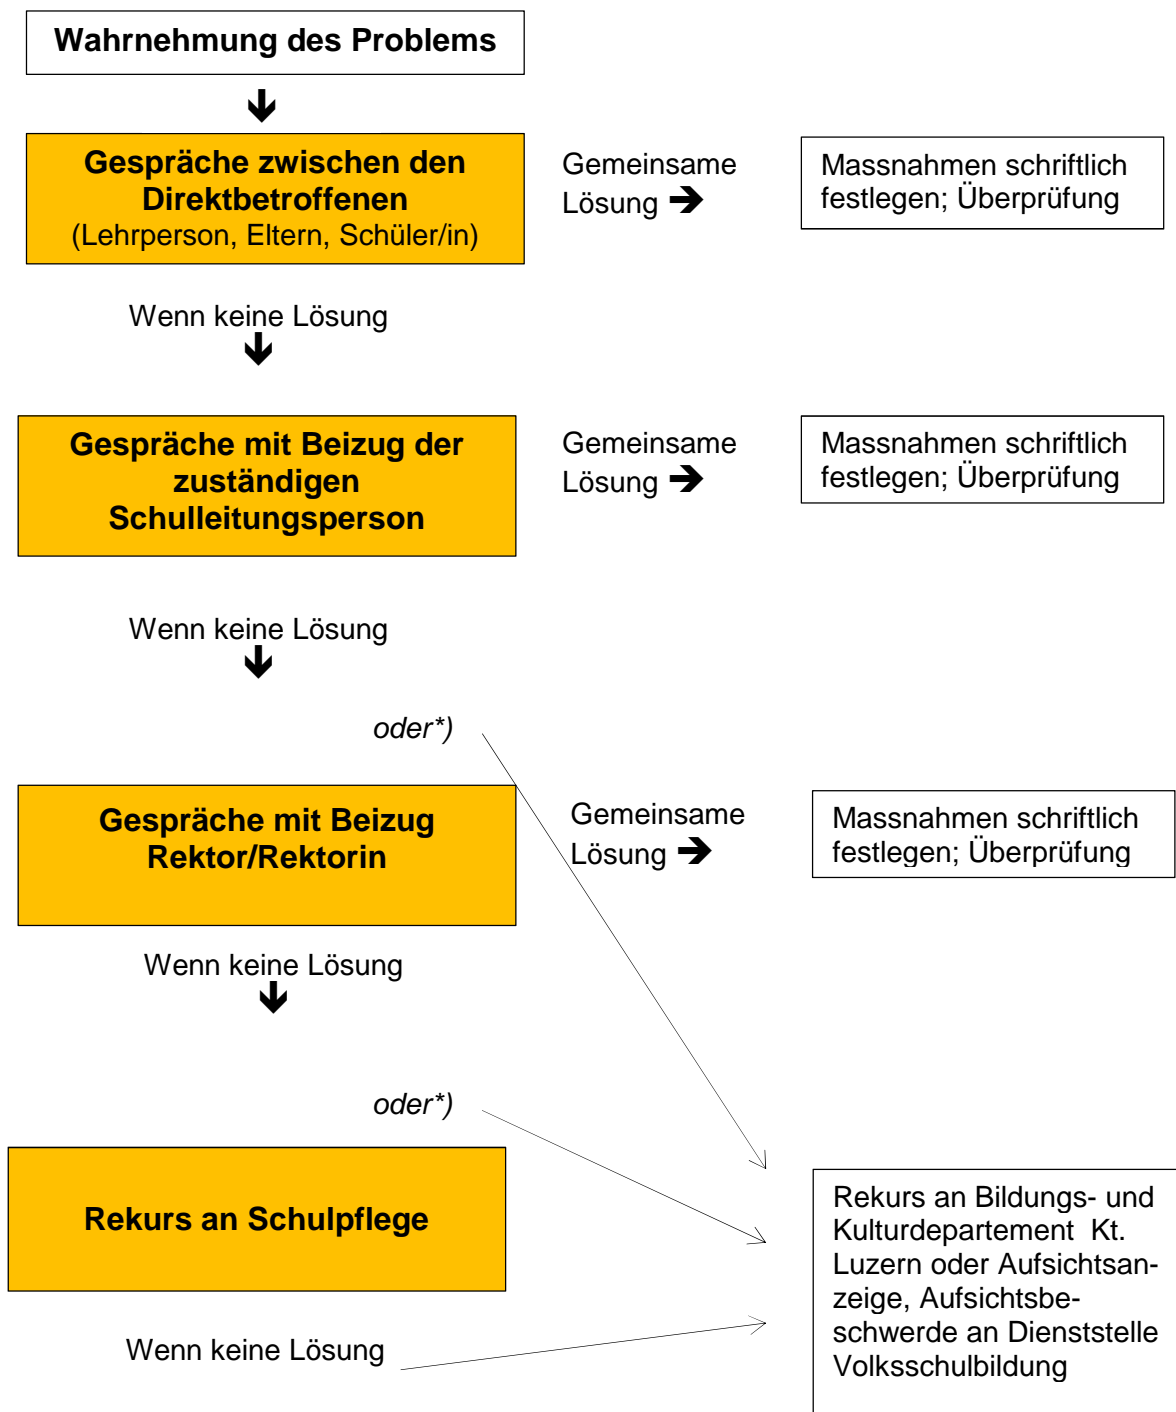 Wahrnehmung des Problems
Gespräche zwischen den
Direktbetroffenen
(Lehrperson, Eltern, Schüler/in)
Gemeinsame
Lösung
Massnahmen schriftlich
festlegen; Überprüfung
Wenn keine Lösung
Gespräche mit Beizug der
zuständigen
Schulleitungsperson
Gemeinsame
Lösung
Massnahmen schriftlich
festlegen; Überprüfung
Wenn keine Lösung
oder*)
Gespräche mit Beizug
Rektor/Rektorin
Gemeinsame
Lösung
Massnahmen schriftlich
festlegen; Überprüfung
Wenn keine Lösung
oder*)
Rekurs an Schulpflege
Rekurs an Bildungs- und
Kulturdepartement Kt.
Luzern oder Aufsichtsan-
zeige, Aufsichtsbe-
schwerde an Dienststelle
Volksschulbildung
Wenn keine Lösung